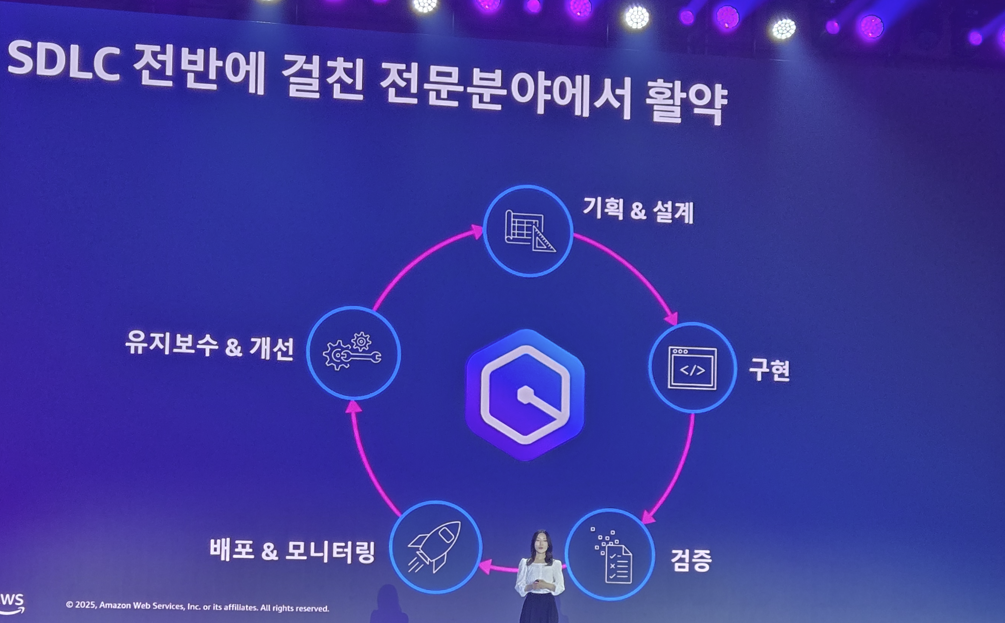 SDLC 전반에 걸친 전문분야에서 활약
기획 & 설계
유지보수 & 개선
</>
구현
배포 & 모니터링
검증
WS
© 2025, Amazon Web Services, Inc. or its affiliates. All rights reserved.